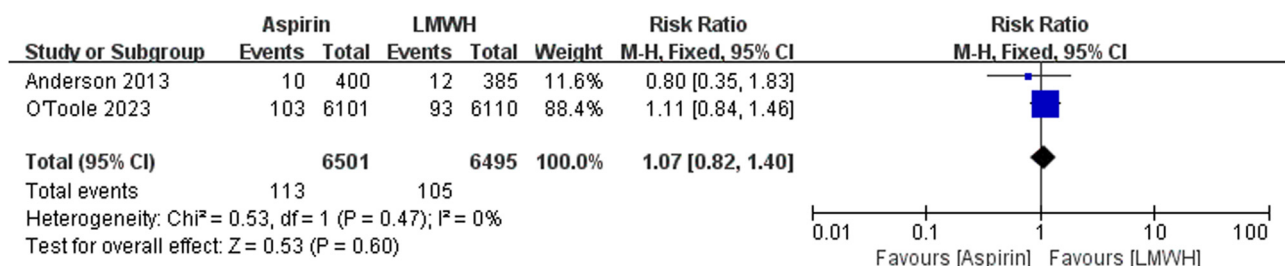 Aspirin LMWH Risk Ratio Risk Ratio
Study or Subgroup Events Total Events Total Weight M-H, Fixed, 95% CI M-H, Fixed, 95% CI
Anderson 2013 10 400 12 385 11.6% 0.80 [0.35, 1.83]
O'Toole 2023 103 6101 93 6110 88.4% 1.11 [0.84, 1.46]
Total (95% CI) 6501 6495 100.0% 1.07 [0.82, 1.40]
Total events 113 105
Heterogeneity: Chi² = 0.53, df = 1 (P = 0.47); I² = 0%
Test for overall effect: Z = 0.53 (P = 0.60)
0.01 0.1 1 10 100
Favours [Aspirin] Favours [LMWH]